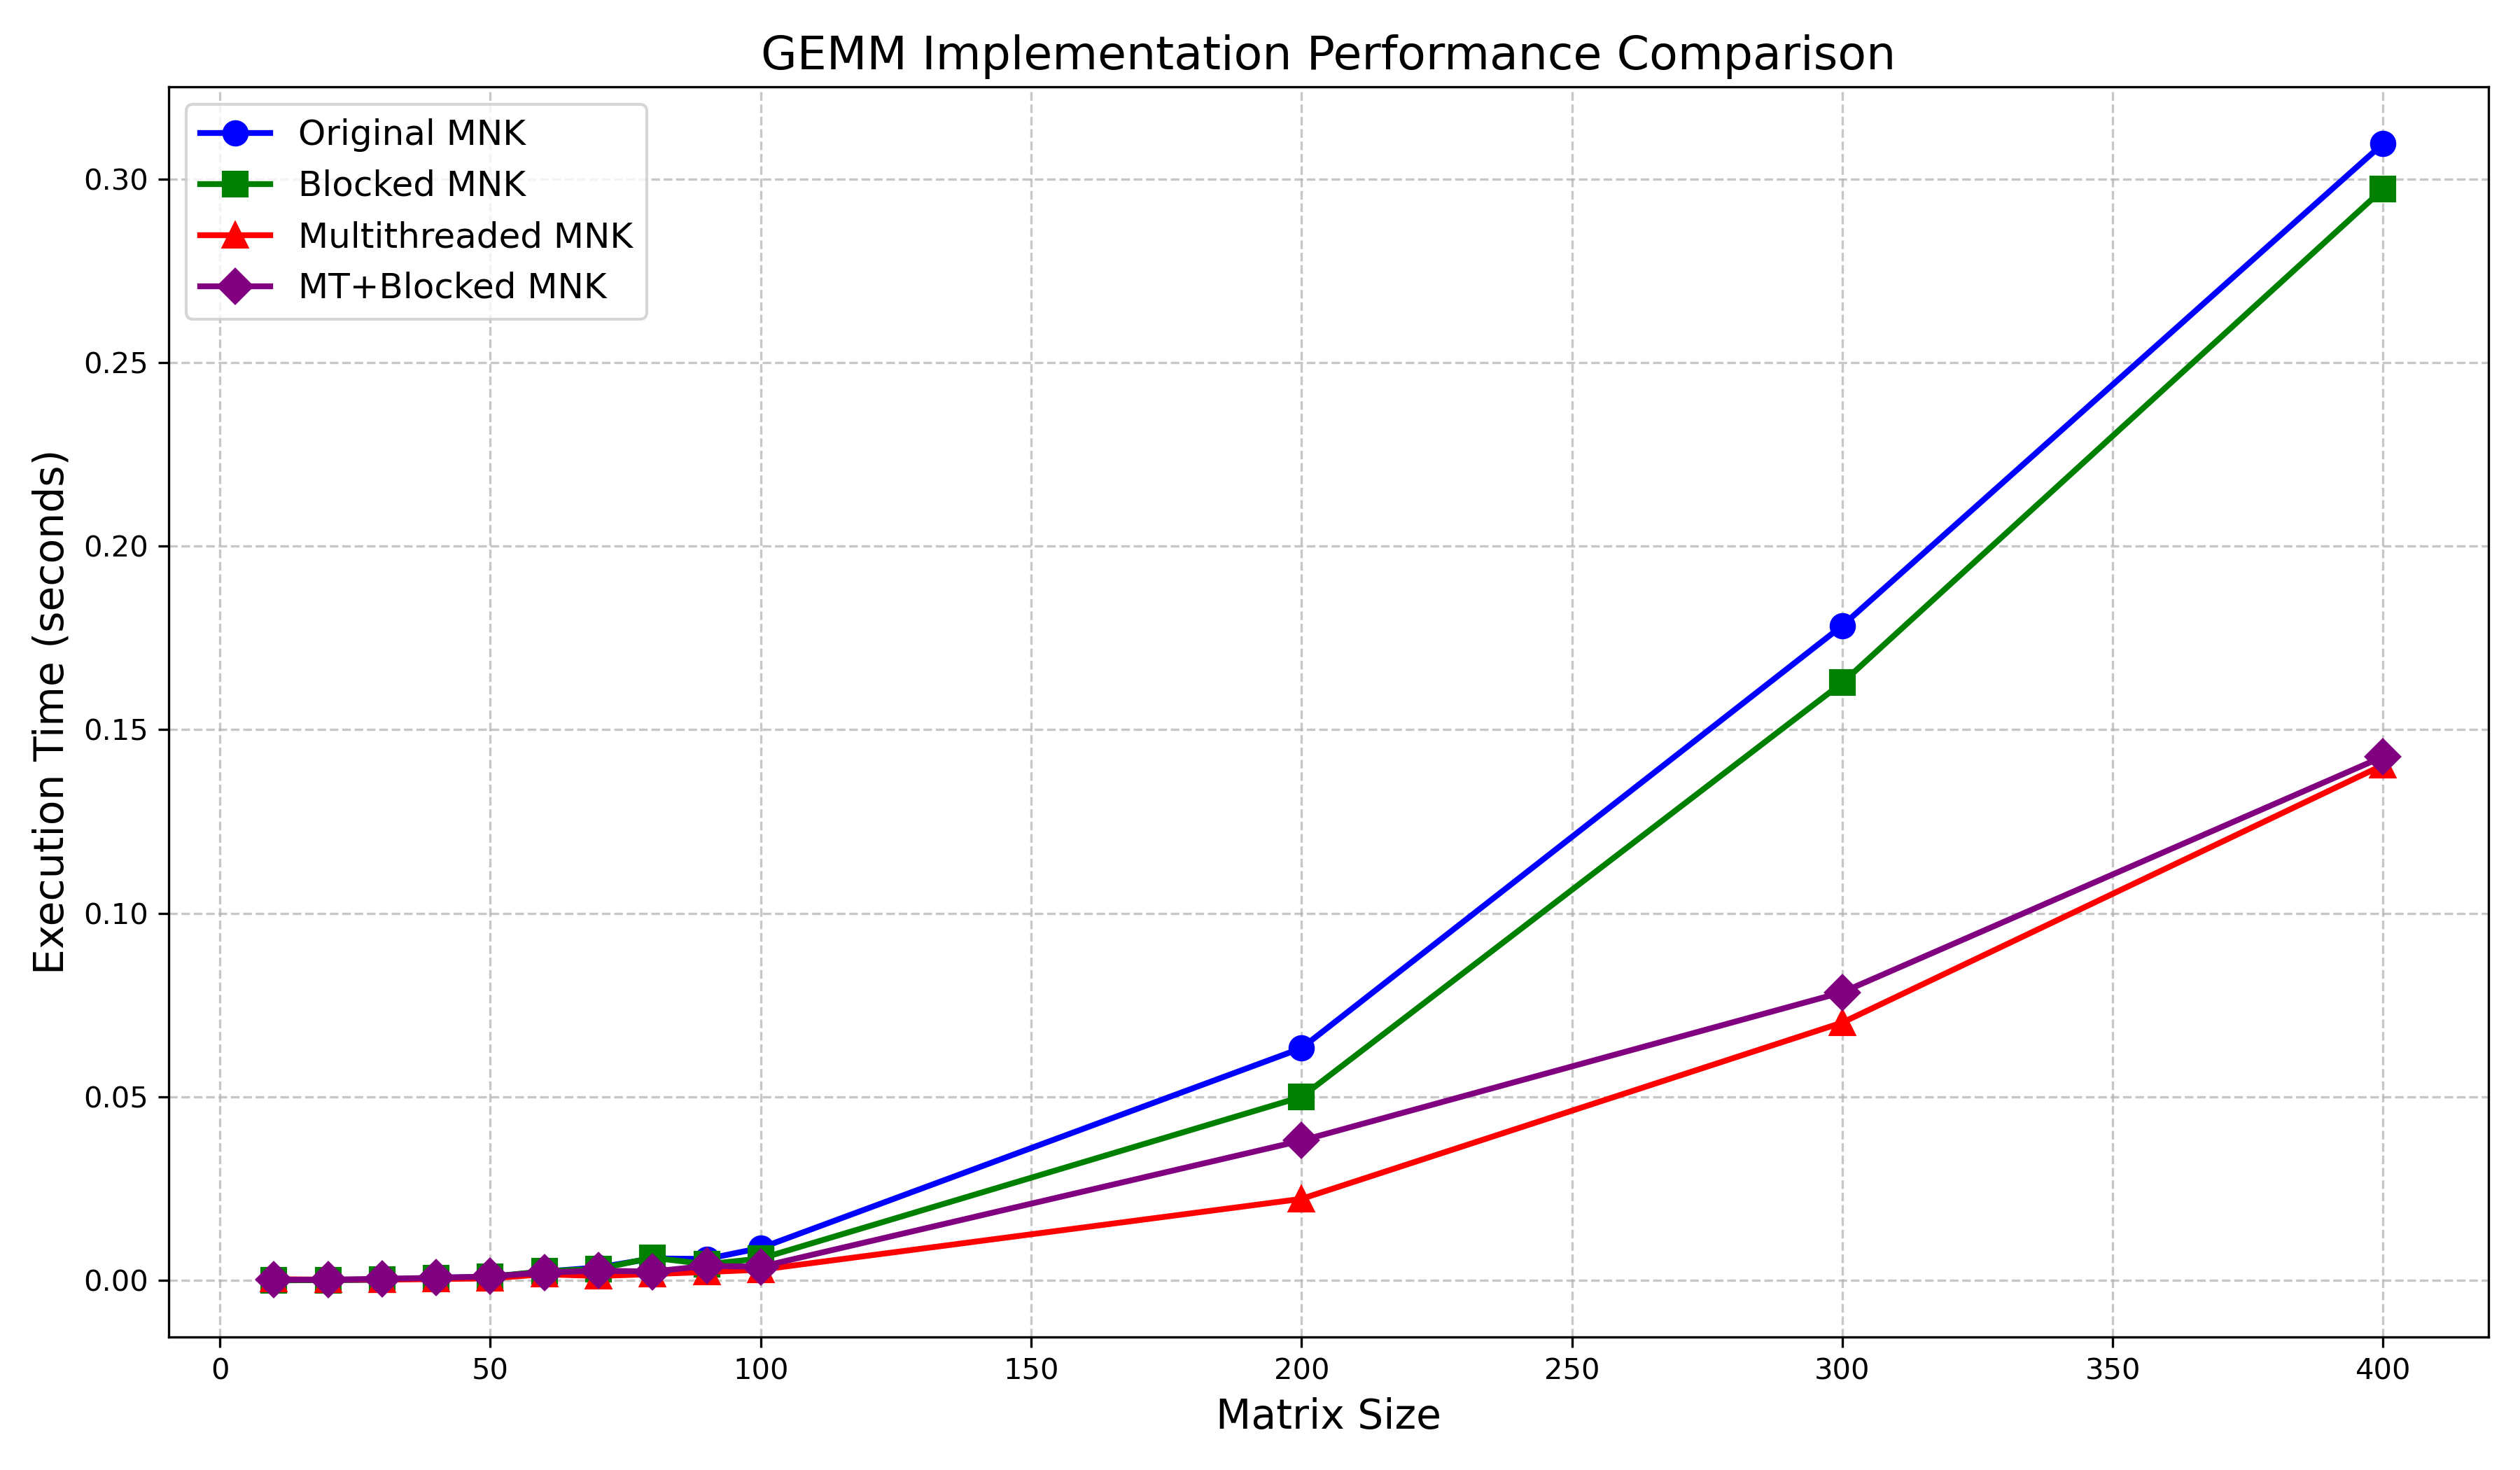 GEMM Implementation Performance Comparison
Original MNK
Blocked MNK
Multithreaded MNK
MT+Blocked MNK
Execution Time (seconds)
0.30
0.25
0.20
0.15
0.10
0.05
0.00
0 50 100 150 200 250 300 350 400
Matrix Size